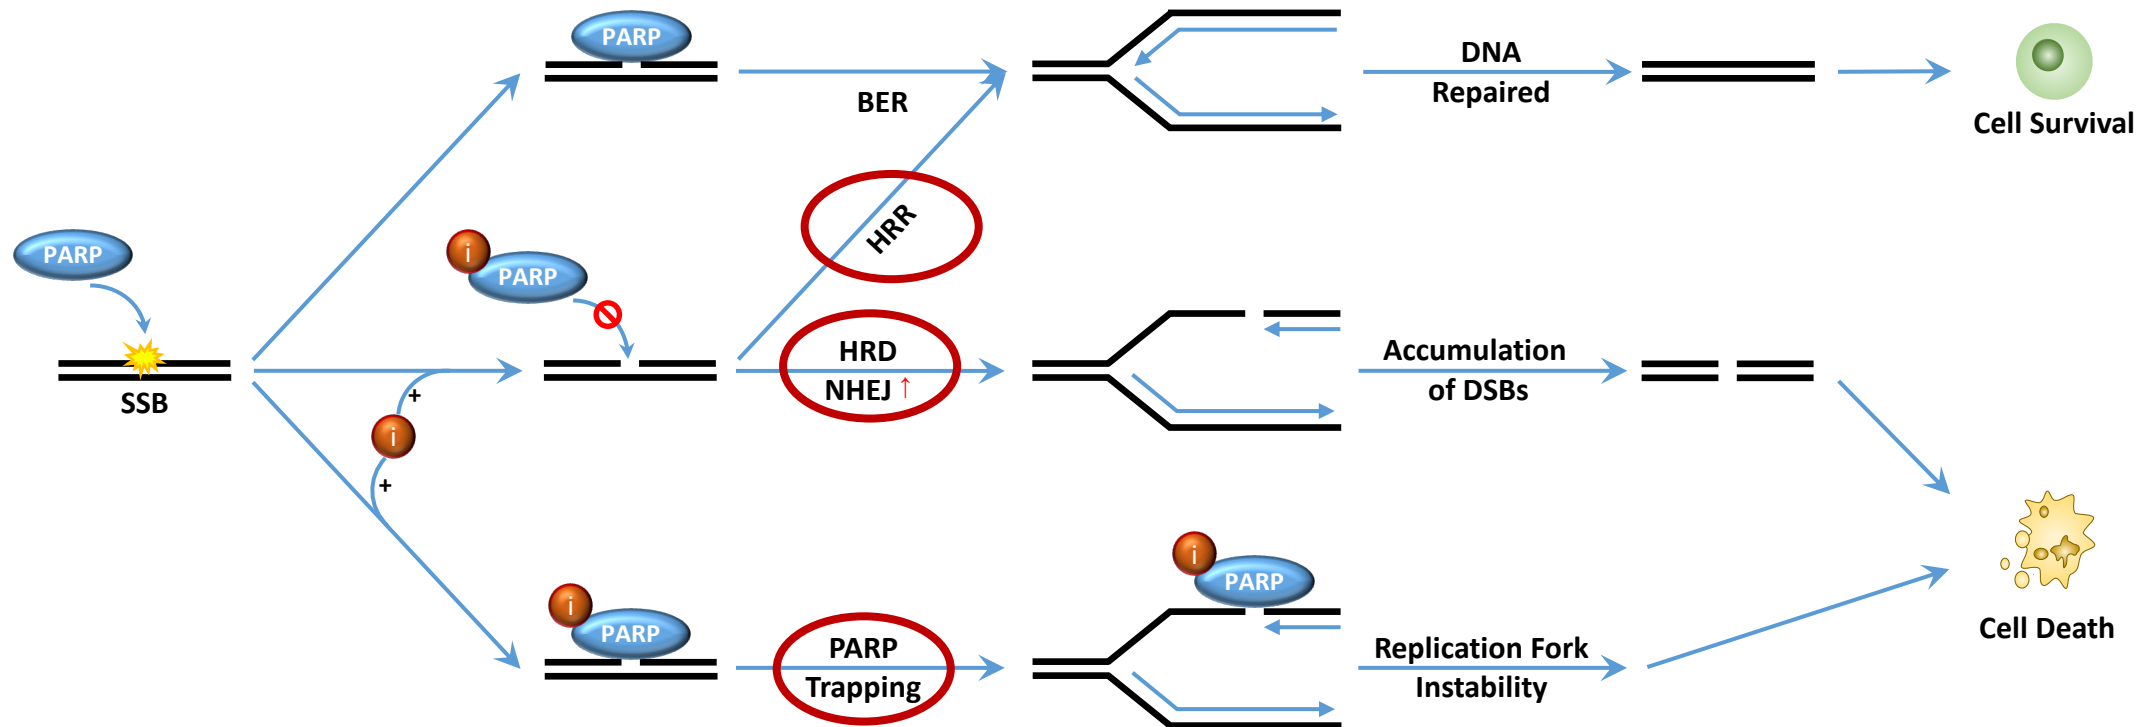 PARP
BER
DNA
Repaired
Cell Survival
HRR
PARP
i
PARP
SSB
+
i
+
HRD
NHEJ ↑
Accumulation
of DSBs
i
PARP
PARP
Trapping
i
PARP
Replication Fork
Instability
Cell Death